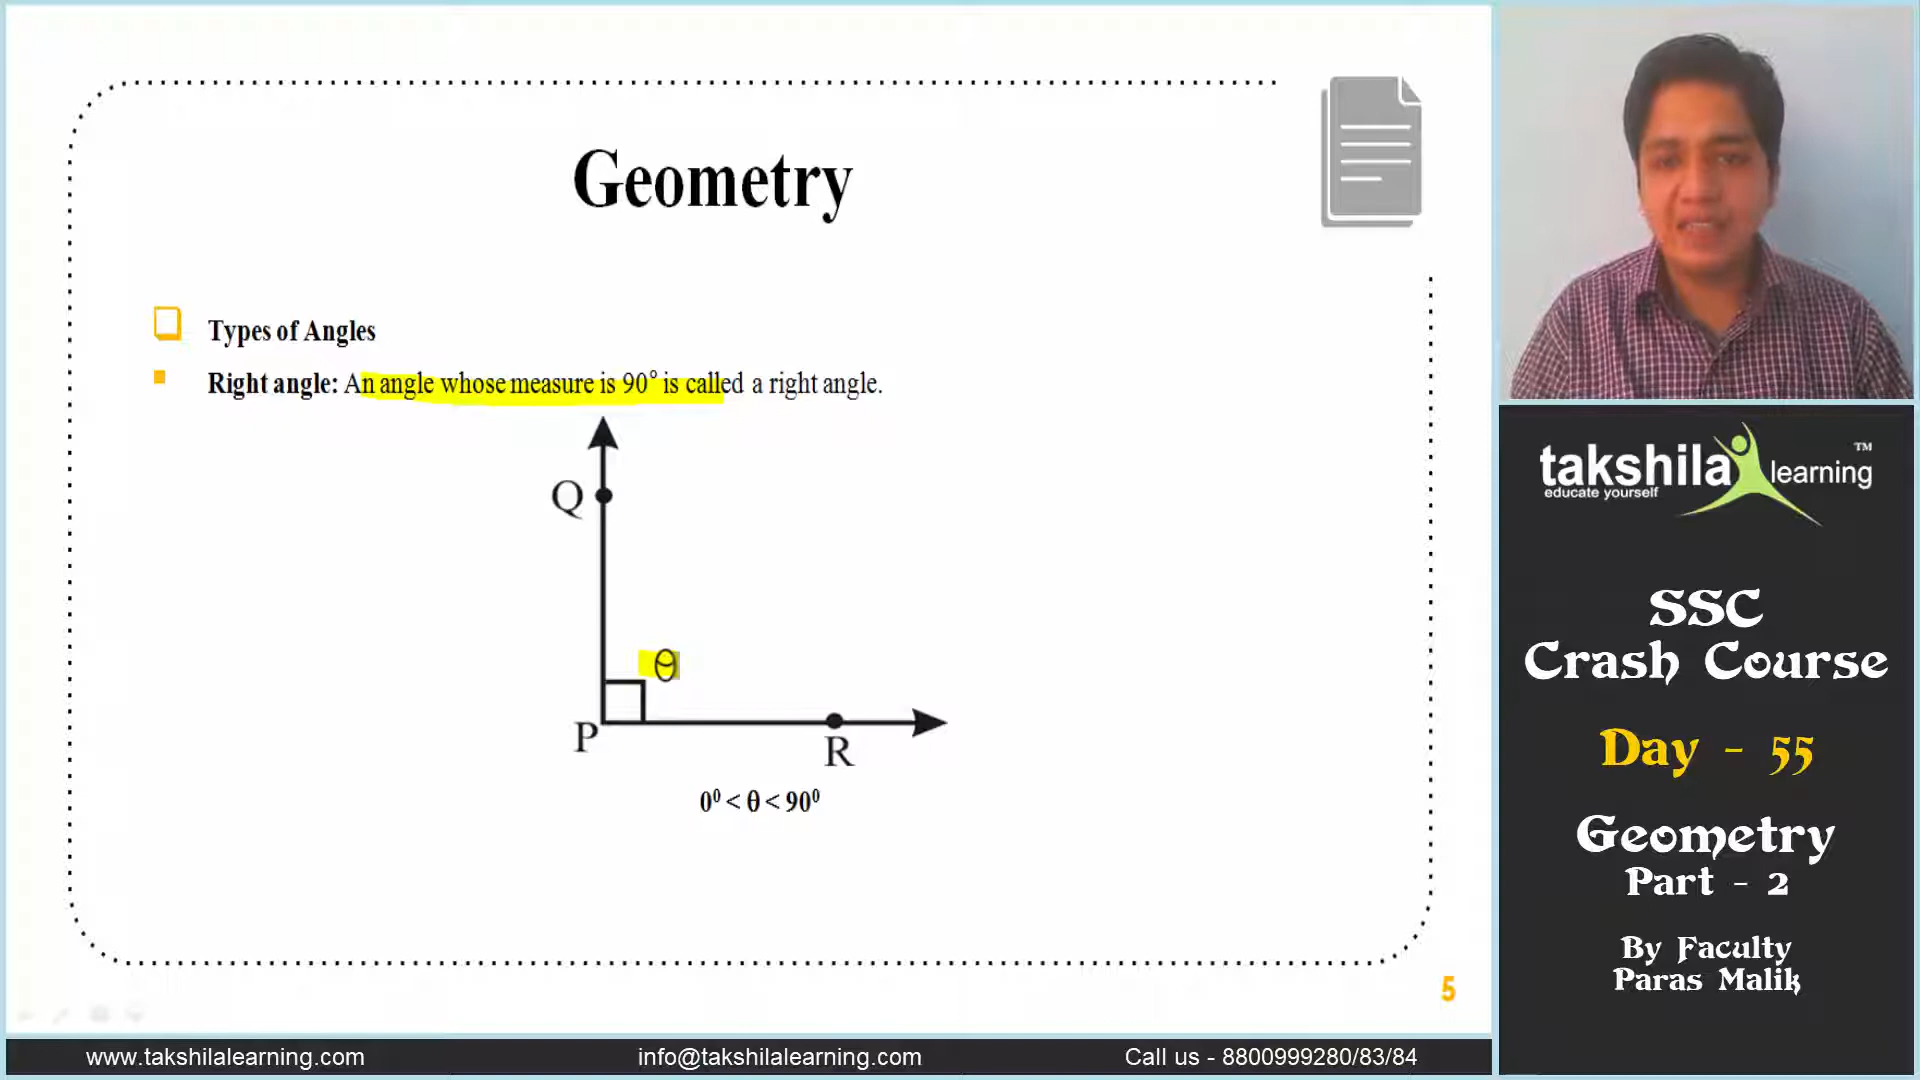 Geometry
Types of Angles
Right angle: An angle whose measure is 90° is called a right angle.
Q
θ
P
R
0⁰ < θ < 90⁰
5
takshila learning ™
educate yourself
SSC
Crash Course
Day - 55
Geometry
Part - 2
By Faculty
Paras Malik
www.takshilalearning.com
info@takshilalearning.com
Call us - 8800999280/83/84